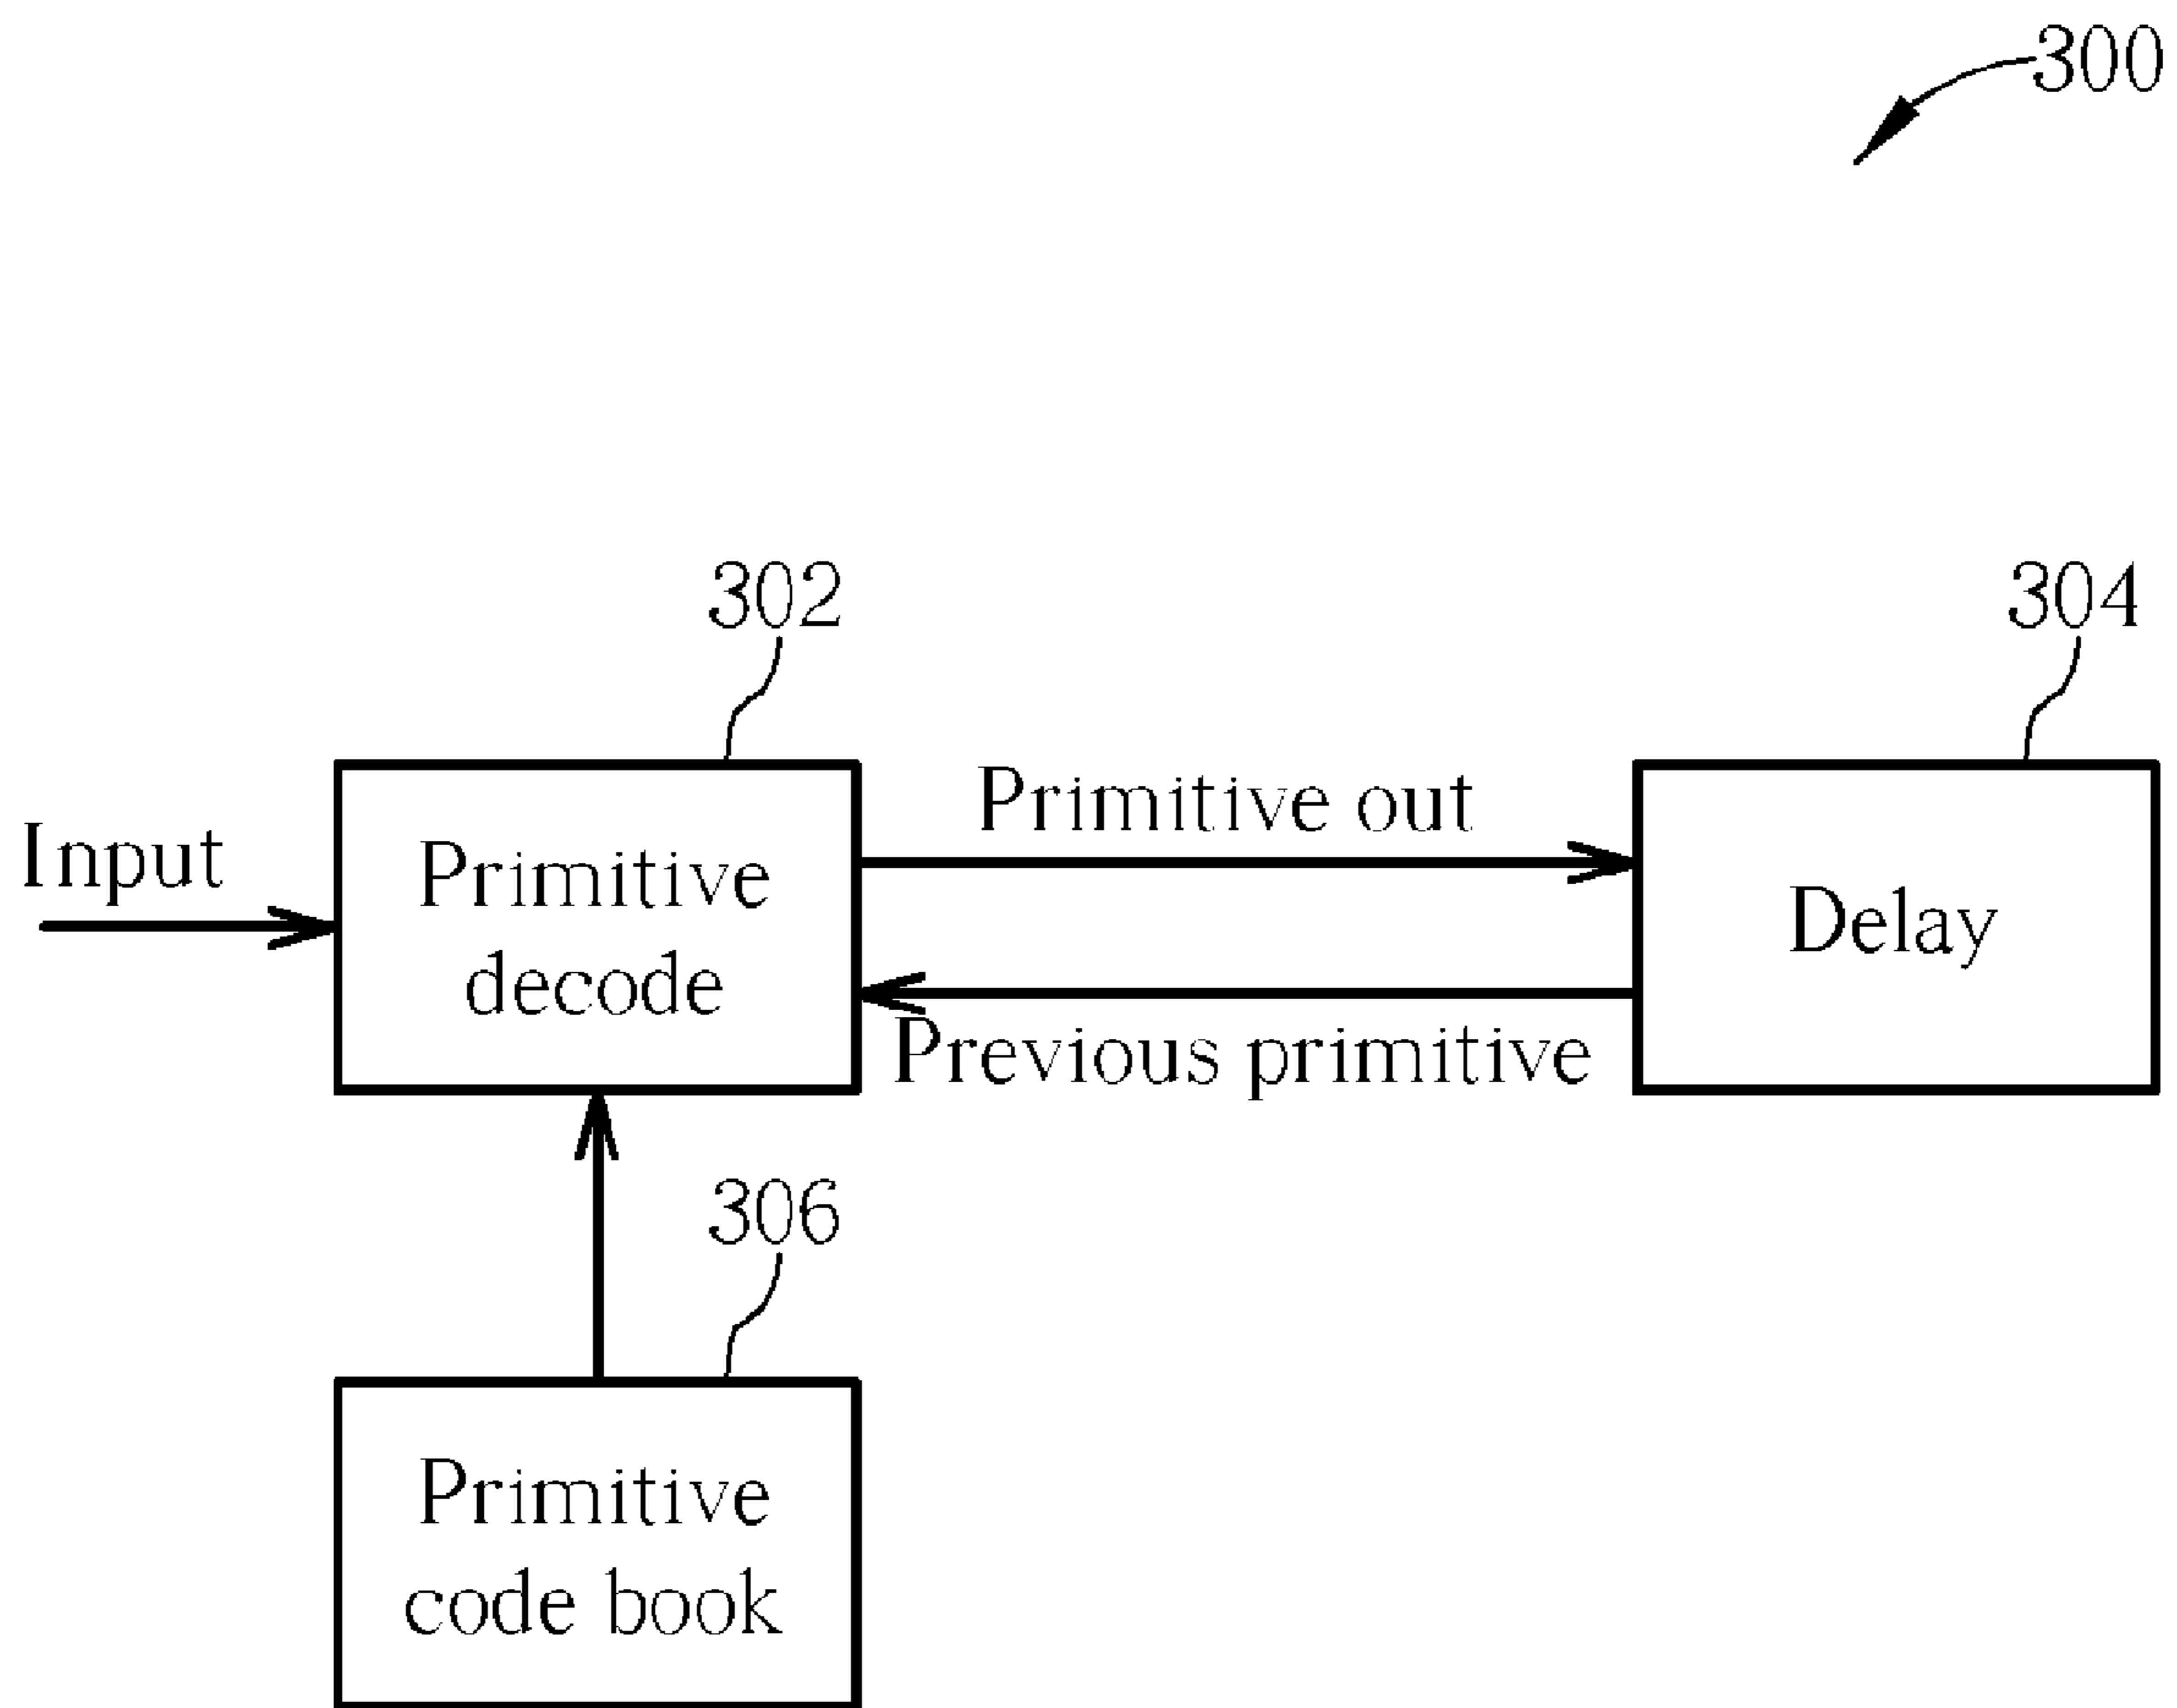 300
302
304
Input
Primitive
decode
Primitive out
Delay
Previous primitive
306
Primitive
code book